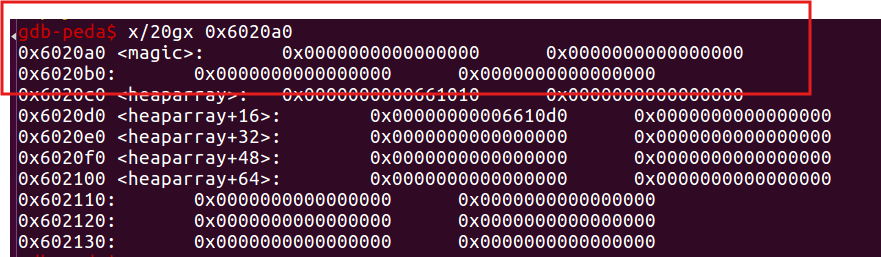 gdb-peda$ x/20gx 0x6020a0
0x6020a0 <magic>: 0x0000000000000000 0x0000000000000000
0x6020b0: 0x0000000000000000 0x0000000000000000
0x6020c0 <heaparray>: 0x0000000000661010 0x0000000000000000
0x6020d0 <heaparray+16>: 0x00000000006610d0 0x0000000000000000
0x6020e0 <heaparray+32>: 0x0000000000000000 0x0000000000000000
0x6020f0 <heaparray+48>: 0x0000000000000000 0x0000000000000000
0x602100 <heaparray+64>: 0x0000000000000000 0x0000000000000000
0x602110: 0x0000000000000000 0x0000000000000000
0x602120: 0x0000000000000000 0x0000000000000000
0x602130: 0x0000000000000000 0x0000000000000000